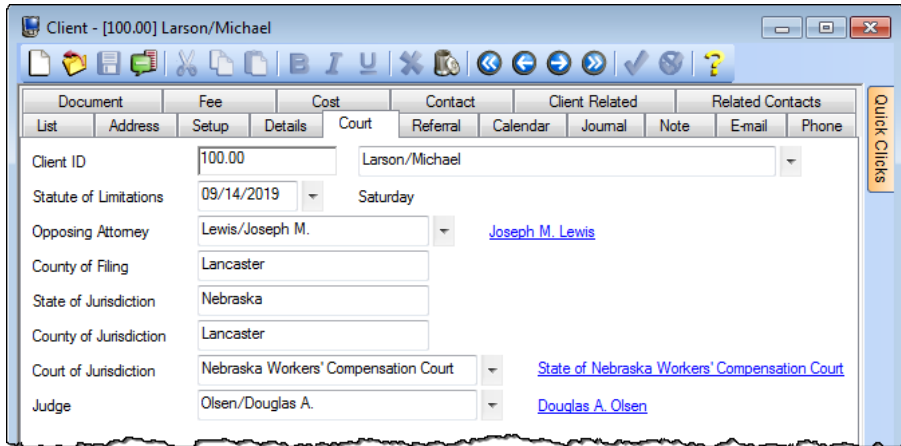 Client - [100.00] Larson/Michael
B I U ?
Document Fee Cost Contact Client Related Related Contacts
List Address Setup Details Court Referral Calendar Journal Note E-mail Phone
Quick Clicks
Client ID 100.00 Larson/Michael
Statute of Limitations 09/14/2019 Saturday
Opposing Attorney Lewis/Joseph M. Joseph M. Lewis
County of Filing Lancaster
State of Jurisdiction Nebraska
County of Jurisdiction Lancaster
Court of Jurisdiction Nebraska Workers' Compensation Court State of Nebraska Workers' Compensation Court
Judge Olsen/Douglas A. Douglas A. Olsen